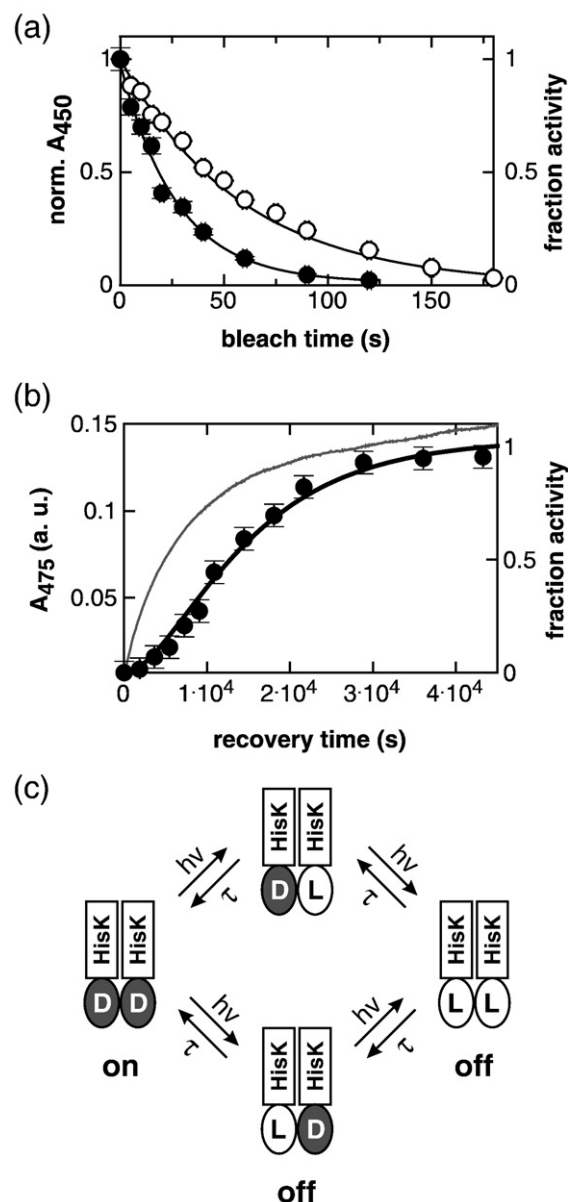 (a)
1
0.5
0
norm. A450
1
0.5
0
fraction activity
0 50 100 150
bleach time (s)
(b)
0.15
0.1
0.05
A475 (a. u.)
1
0.5
0
fraction activity
0 1·10⁴ 2·10⁴ 3·10⁴ 4·10⁴
recovery time (s)
(c)
HisK HisK
D L
hν τ
hν τ
HisK HisK
D D
on
HisK HisK
L L
off
hν τ
hν τ
HisK HisK
L D
off